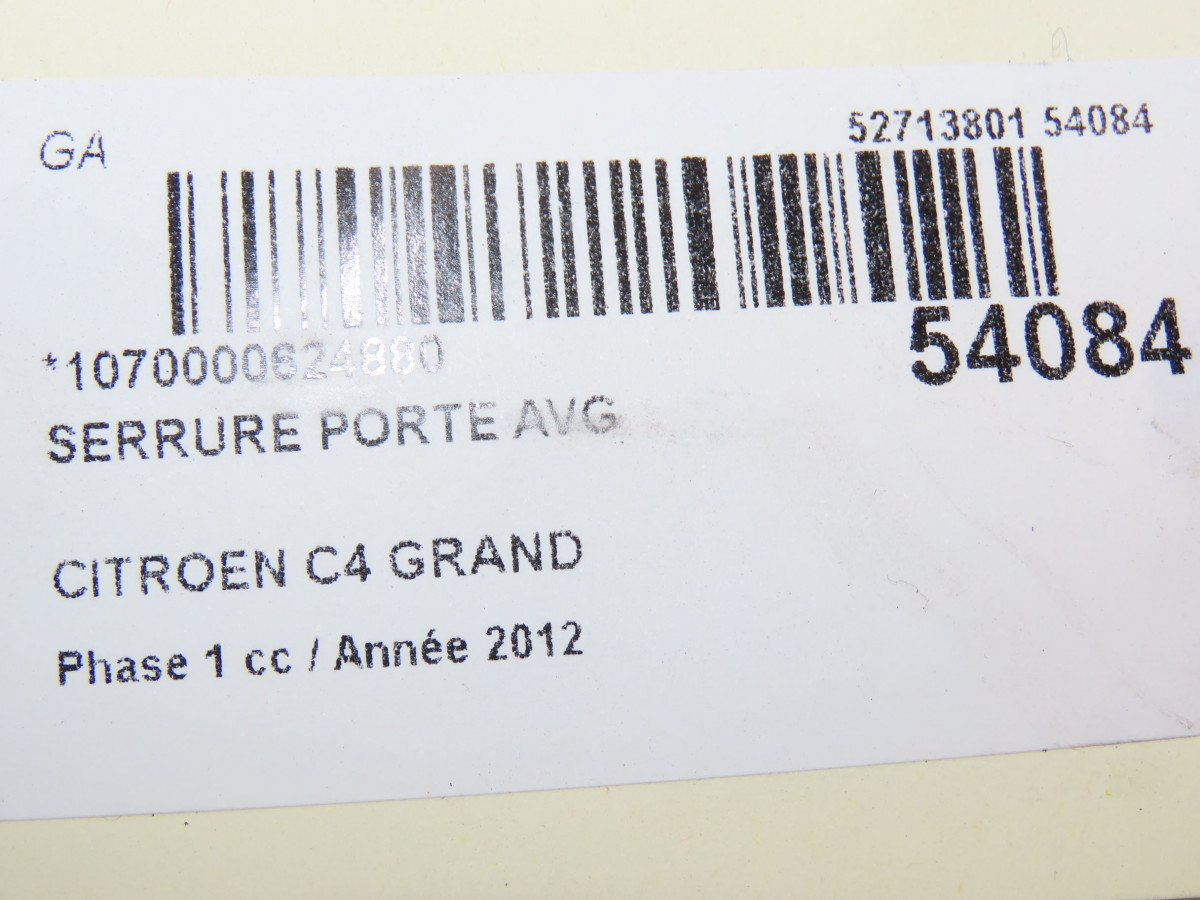 GA
52713801 54084
54084
*1070000624880
SERRURE PORTE AVG
CITROEN C4 GRAND
Phase 1 cc / Année 2012